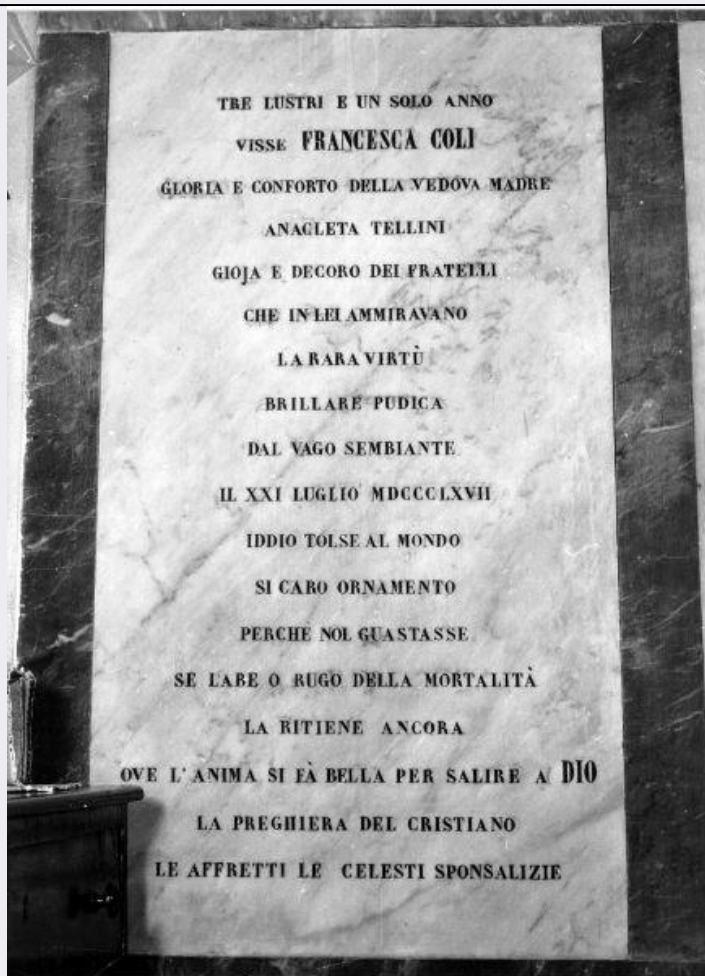 TRE LUSTRI E UN SOLO ANNO
VISSE FRANCESCA COLI
GLORIA E CONFORTO DELLA VEDOVA MADRE
ANACLETA TELLINI
GIOJA E DECORO DEI FRATELLI
CHE IN LEI AMMIRAVANO
LA RARA VIRTÙ
BRILLARE PUDICA
DAL VAGO SEMBIANTE
IL XXI LUGLIO MDCCCLXVII
IDDIO TOLSE AL MONDO
SI CARO ORNAMENTO
PERCHE NOL GUASTASSE
SE LABE O RUGO DELLA MORTALITÀ
LA RITIENE ANCORA
OVE L'ANIMA SI FÀ BELLA PER SALIRE A DIO
LA PREGHIERA DEL CRISTIANO
LE AFFRETTI LE CELESTI SPONSALIZIE